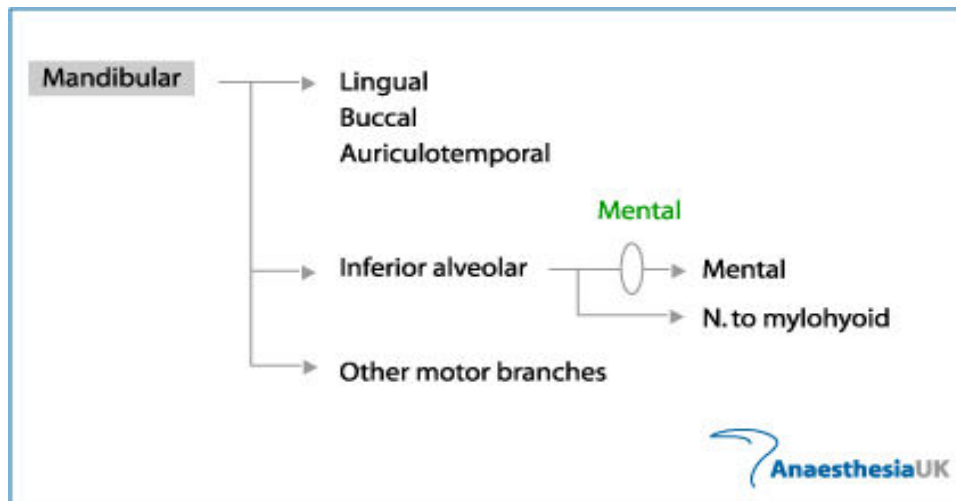 Mandibular
Lingual
Buccal
Auriculotemporal
Mental
Inferior alveolar
Mental
N. to mylohyoid
Other motor branches
AnaesthesiaUK